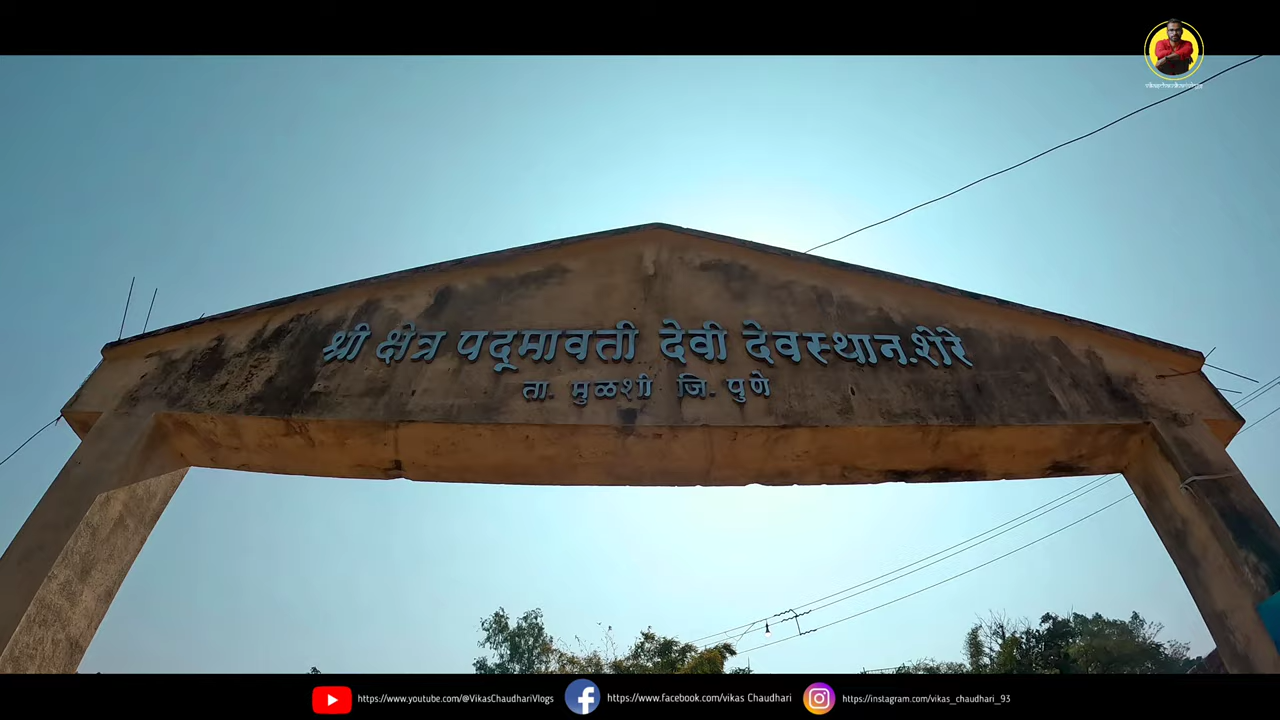 श्री क्षेत्र पदूमावती देवी देवस्थान.शेरे
ता. मुळशी जि. पुणे
https://www.youtube.com/@VikasChaudhariVlogs https://www.facebook.com/vikas Chaudhari https://instagram.com/vikas_chaudhari_93